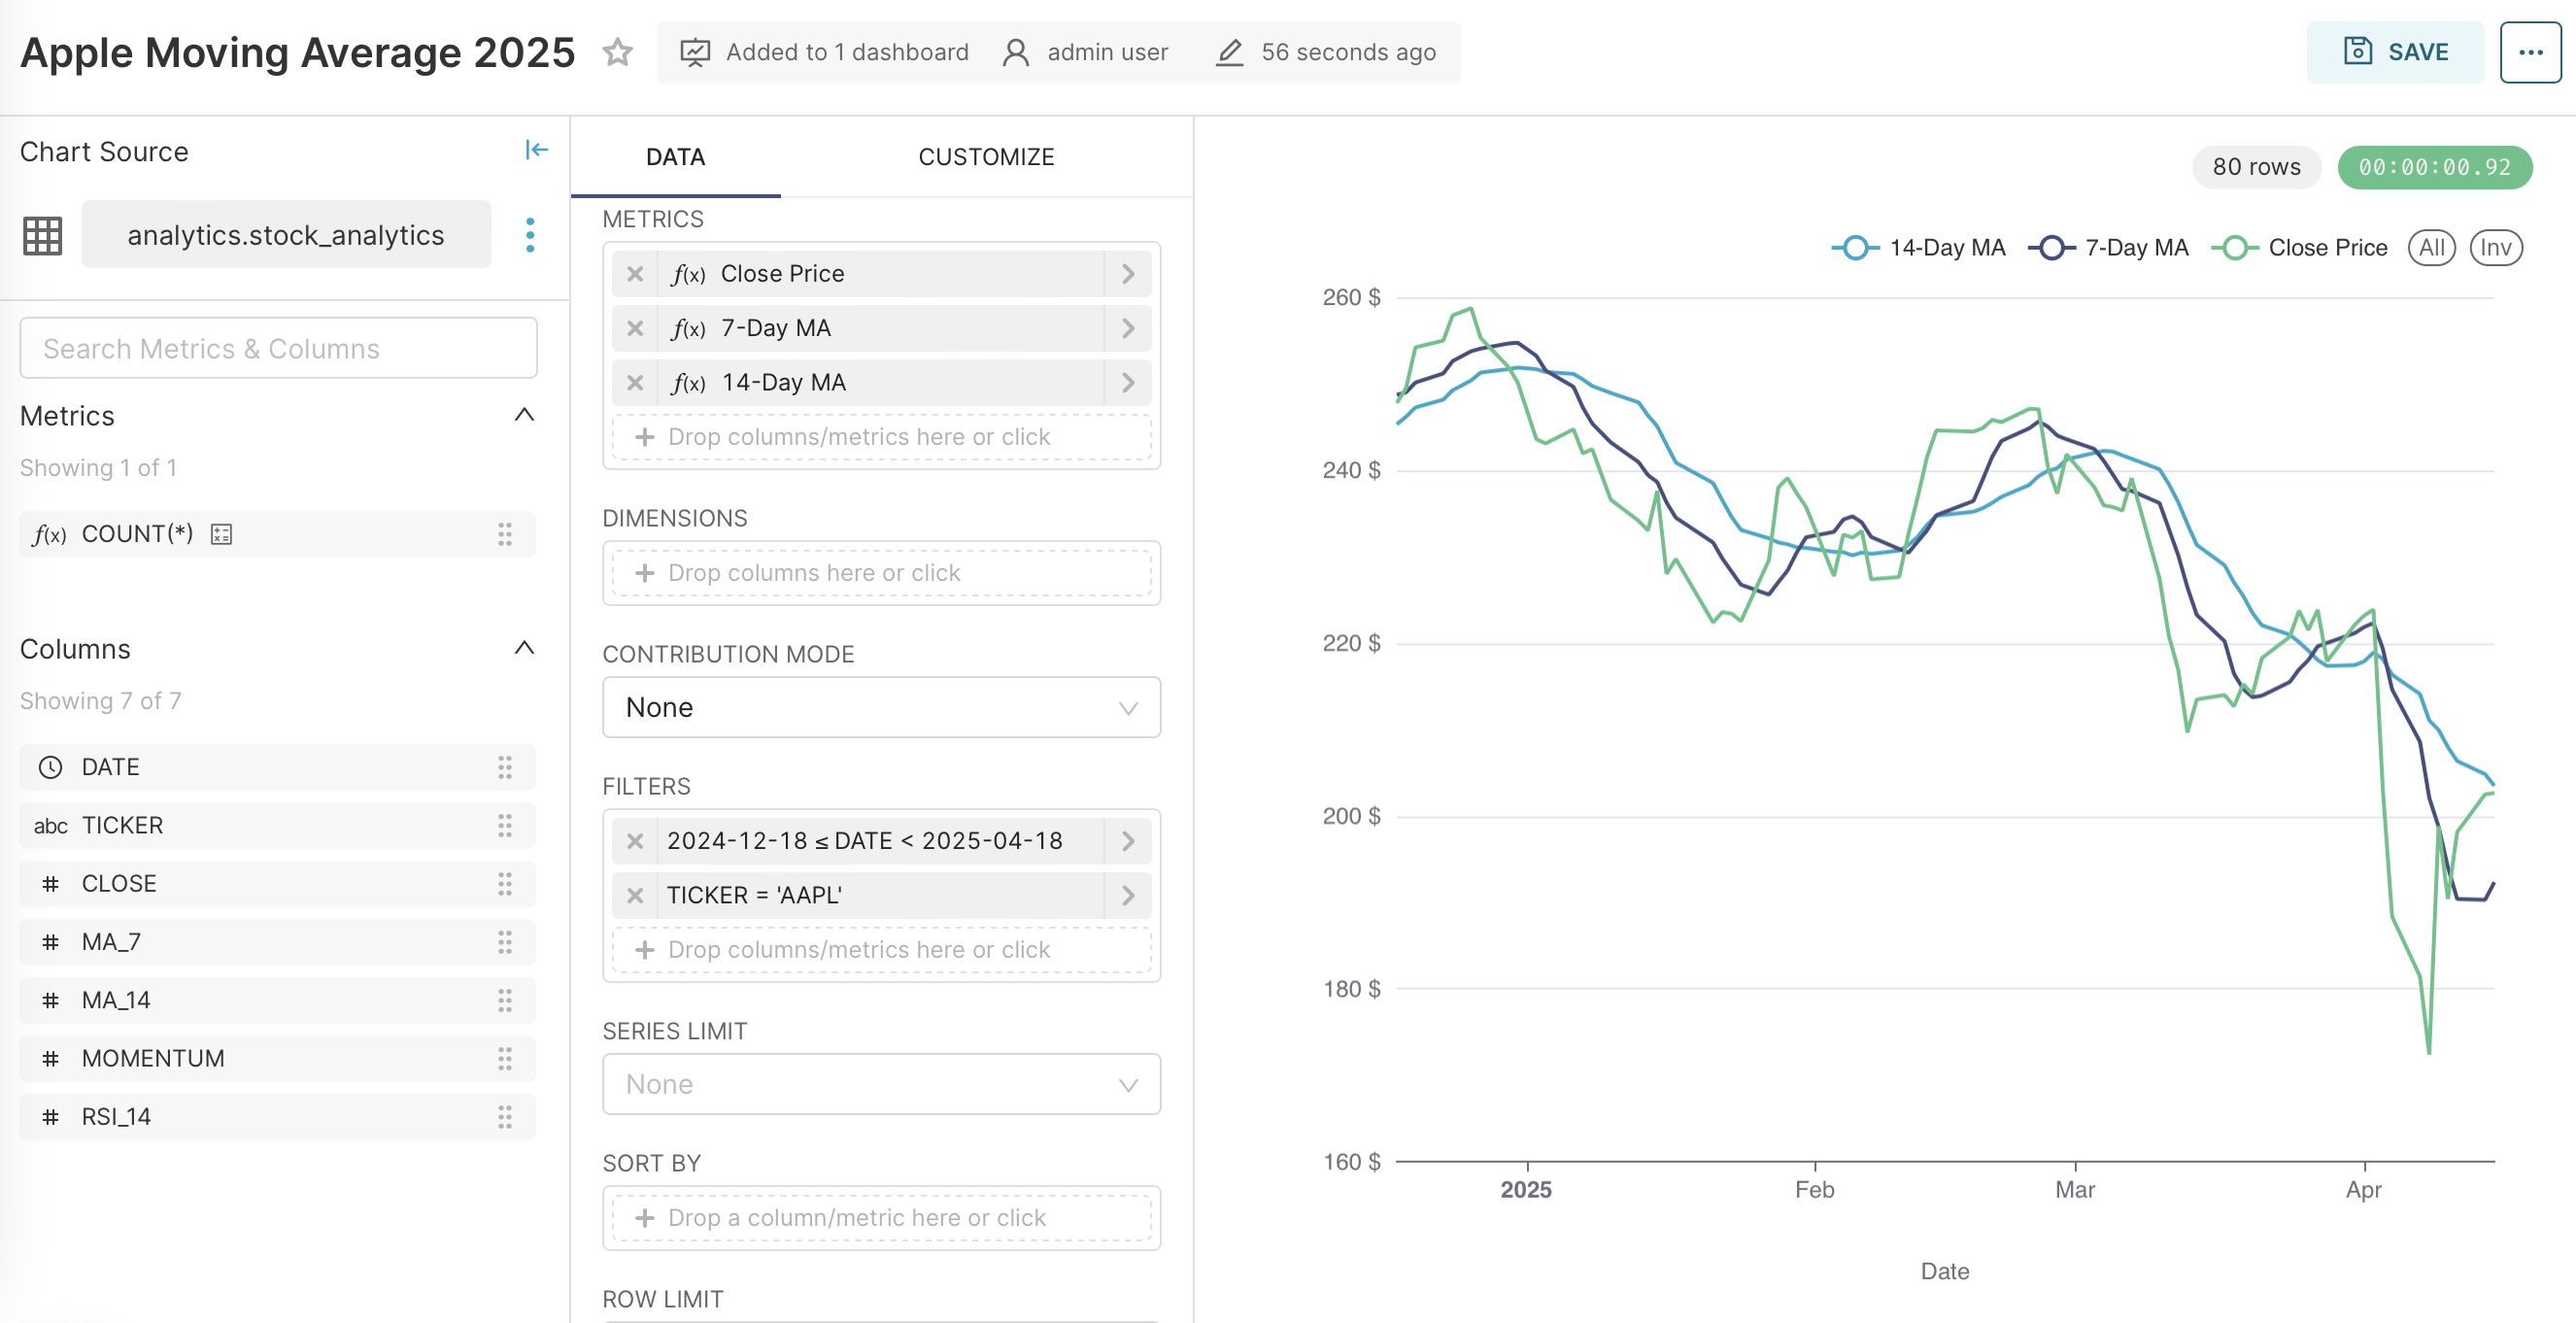 Apple Moving Average 2025
Added to 1 dashboard
admin user
56 seconds ago
SAVE
Chart Source
analytics.stock_analytics
Search Metrics & Columns
Metrics
Showing 1 of 1
f(x) COUNT(*)
Columns
Showing 7 of 7
DATE
abc TICKER
# CLOSE
# MA_7
# MA_14
# MOMENTUM
# RSI_14
DATA
CUSTOMIZE
METRICS
f(x) Close Price
f(x) 7-Day MA
f(x) 14-Day MA
Drop columns/metrics here or click
DIMENSIONS
Drop columns here or click
CONTRIBUTION MODE
None
FILTERS
2024-12-18 ≤ DATE < 2025-04-18
TICKER = 'AAPL'
Drop columns/metrics here or click
SERIES LIMIT
None
SORT BY
Drop a column/metric here or click
ROW LIMIT
80 rows
00:00:00.92
14-Day MA
7-Day MA
Close Price
All
Inv
260 $
240 $
220 $
200 $
180 $
160 $
2025
Feb
Mar
Apr
Date